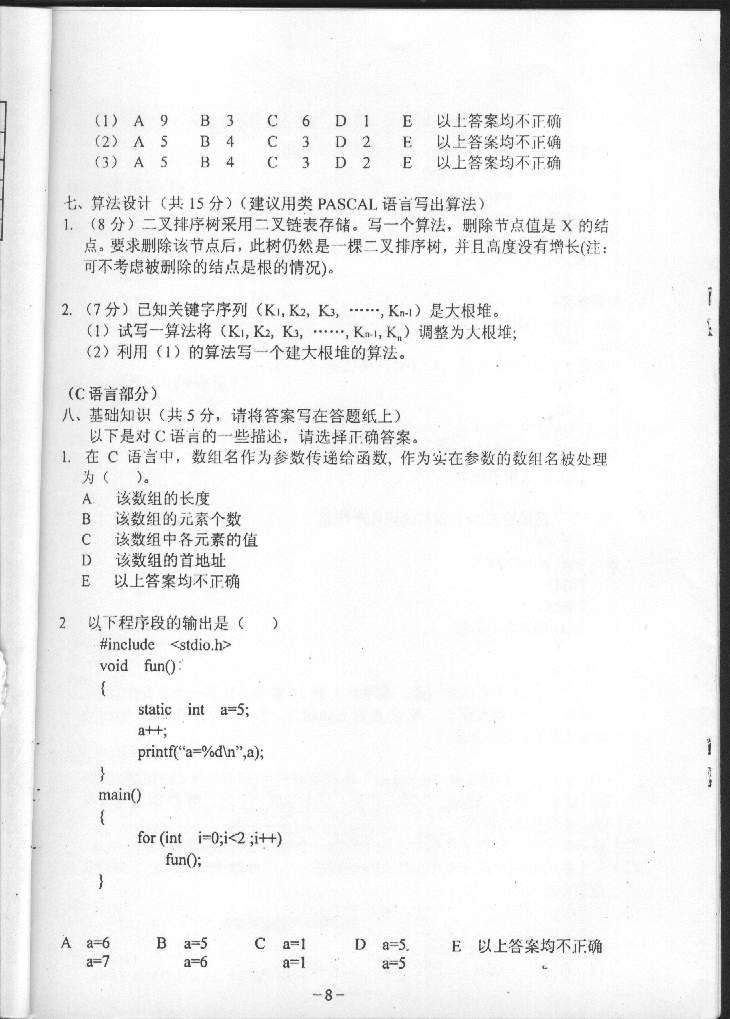 (1) A 9 B 3 C 6 D 1 E 以上答案均不正确
(2) A 5 B 4 C 3 D 2 E 以上答案均不正确
(3) A 5 B 4 C 3 D 2 E 以上答案均不正确
七、算法设计（共 15 分）（建议用类 PASCAL 语言写出算法）
1. （8 分）二叉排序树采用二叉链表存储。写一个算法，删除节点值是 X 的结
点。要求删除该节点后，此树仍然是一棵二叉排序树，并且高度没有增长(注:
可不考虑被删除的结点是根的情况)。
2. （7 分）已知关键字序列（K1, K2, K3, ……, Kn-1）是大根堆。
（1）试写一算法将（K1, K2, K3, ……, Kn-1, Kn）调整为大根堆;
（2）利用（1）的算法写一个建大根堆的算法。
（C 语言部分）
八、基础知识（共 5 分，请将答案写在答题纸上）
以下是对 C 语言的一些描述，请选择正确答案。
1. 在 C 语言中，数组名作为参数传递给函数, 作为实在参数的数组名被处理
为（ ）。
A 该数组的长度
B 该数组的元素个数
C 该数组中各元素的值
D 该数组的首地址
E 以上答案均不正确
2 以下程序段的输出是（ ）
#include <stdio.h>
void fun()
{
static int a=5;
a++;
printf(“a=%d\n”,a);
}
main()
{
for (int i=0;i<2 ;i++)
fun();
}
A a=6 B a=5 C a=1 D a=5 E 以上答案均不正确
a=7 a=6 a=1 a=5
-8-